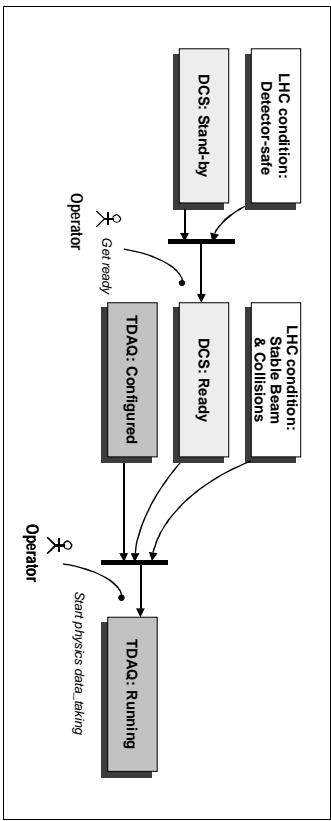 LHC condition:
Detector-safe
DCS: Stand-by
Operator
Get ready
LHC condition:
Stable Beam
& Collisions
DCS: Ready
TDAQ: Configured
Operator
Start physics data_taking
TDAQ: Running